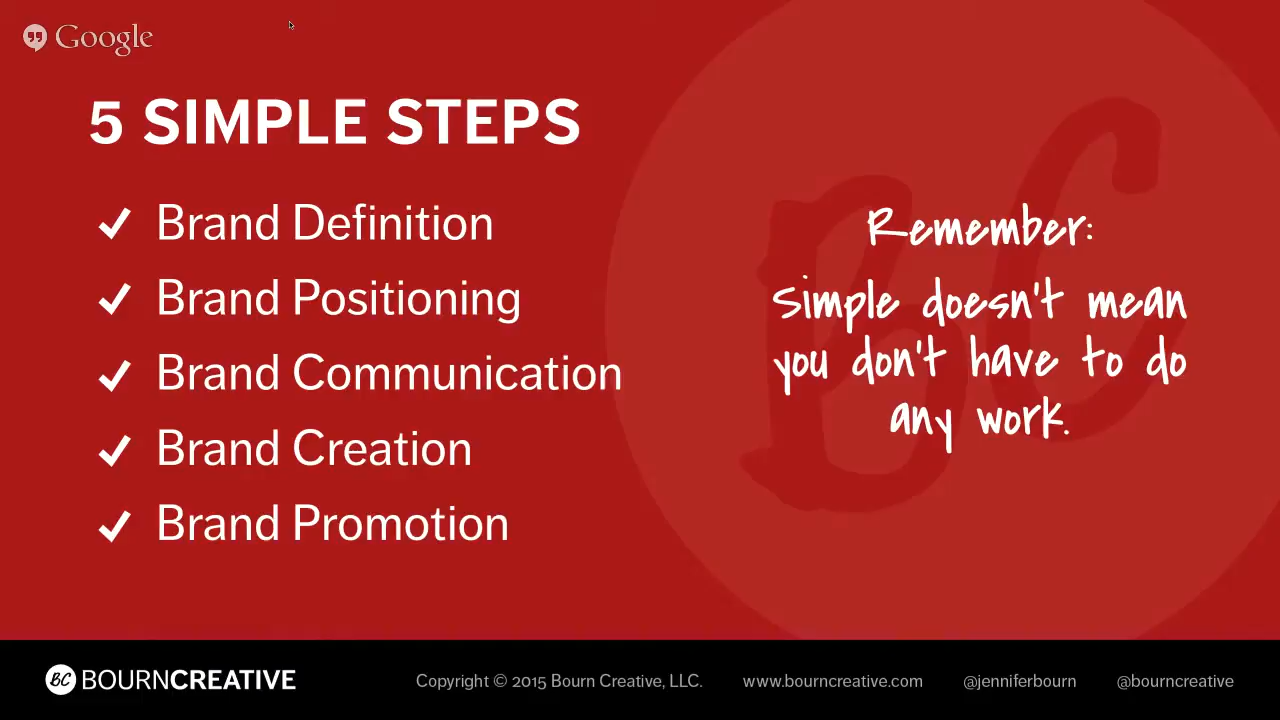 Google
5 SIMPLE STEPS
✓ Brand Definition
✓ Brand Positioning
✓ Brand Communication
✓ Brand Creation
✓ Brand Promotion
Remember:
Simple doesn't mean
you don't have to do
any work.
BC BOURNCREATIVE
Copyright © 2015 Bourn Creative, LLC. www.bourncreative.com @jenniferbourn @bourncreative